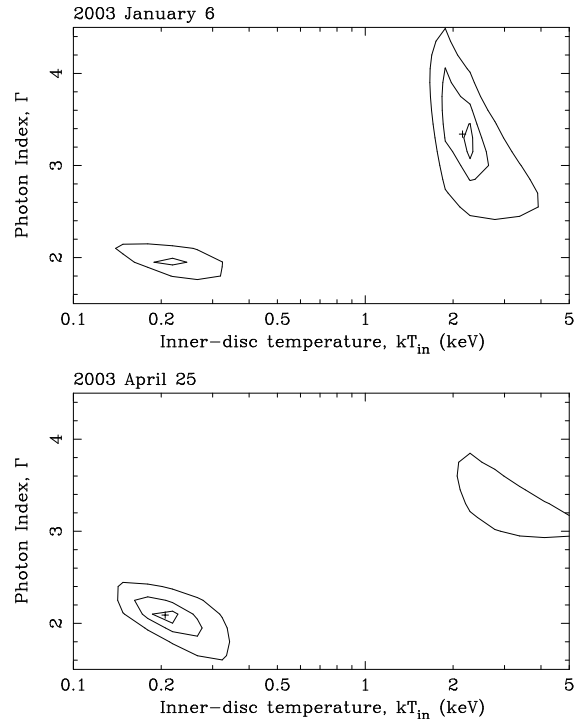 2003 January 6
4
3
2
Photon Index, Γ
0.1 0.2 0.5 1 2 5
Inner-disc temperature, kTin (keV)
2003 April 25
4
3
2
Photon Index, Γ
0.1 0.2 0.5 1 2 5
Inner-disc temperature, kTin (keV)